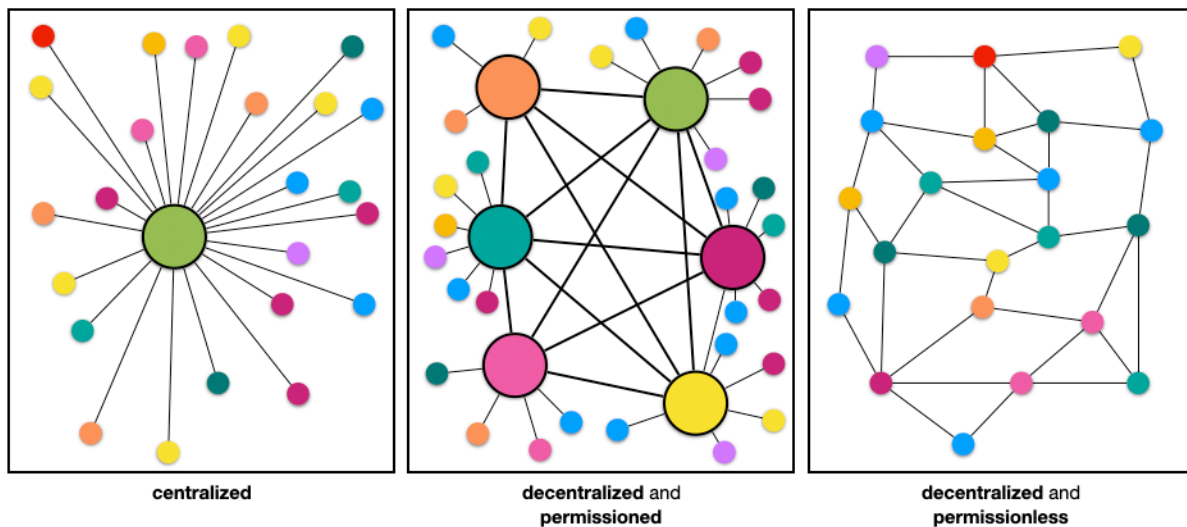 centralized
decentralized and
permissioned
decentralized and
permissionless